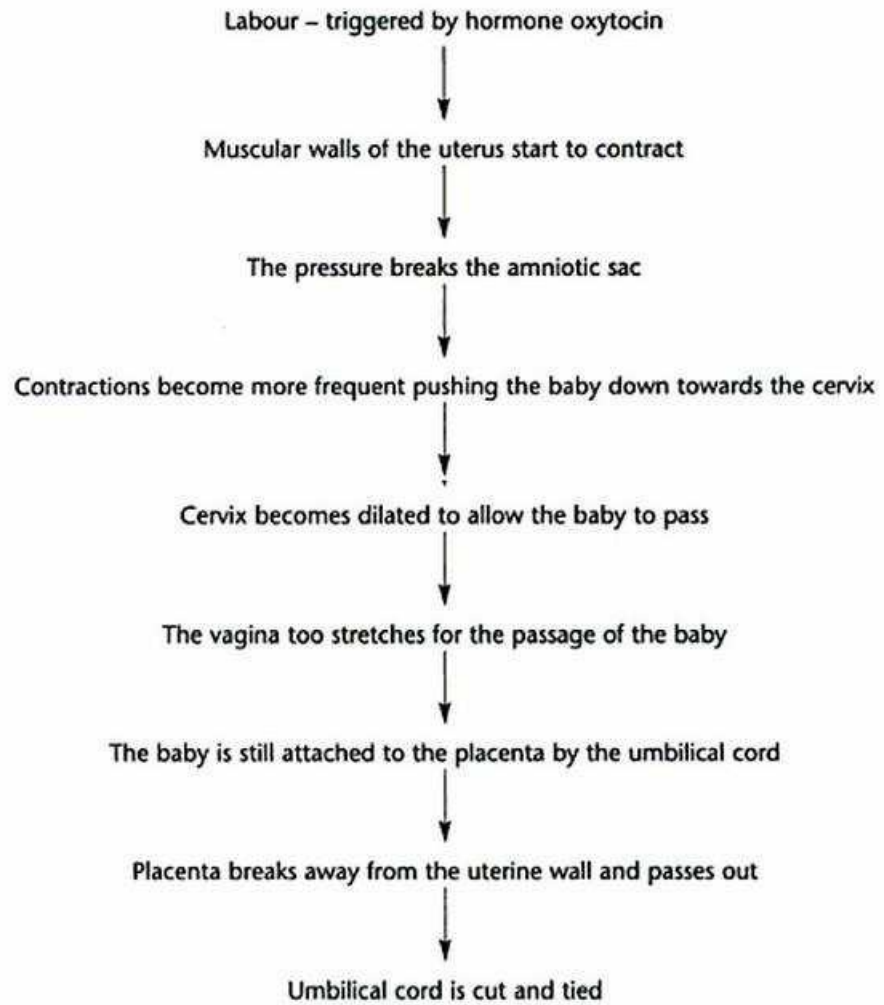 Labour – triggered by hormone oxytocin
Muscular walls of the uterus start to contract
The pressure breaks the amniotic sac
Contractions become more frequent pushing the baby down towards the cervix
Cervix becomes dilated to allow the baby to pass
The vagina too stretches for the passage of the baby
The baby is still attached to the placenta by the umbilical cord
Placenta breaks away from the uterine wall and passes out
Umbilical cord is cut and tied